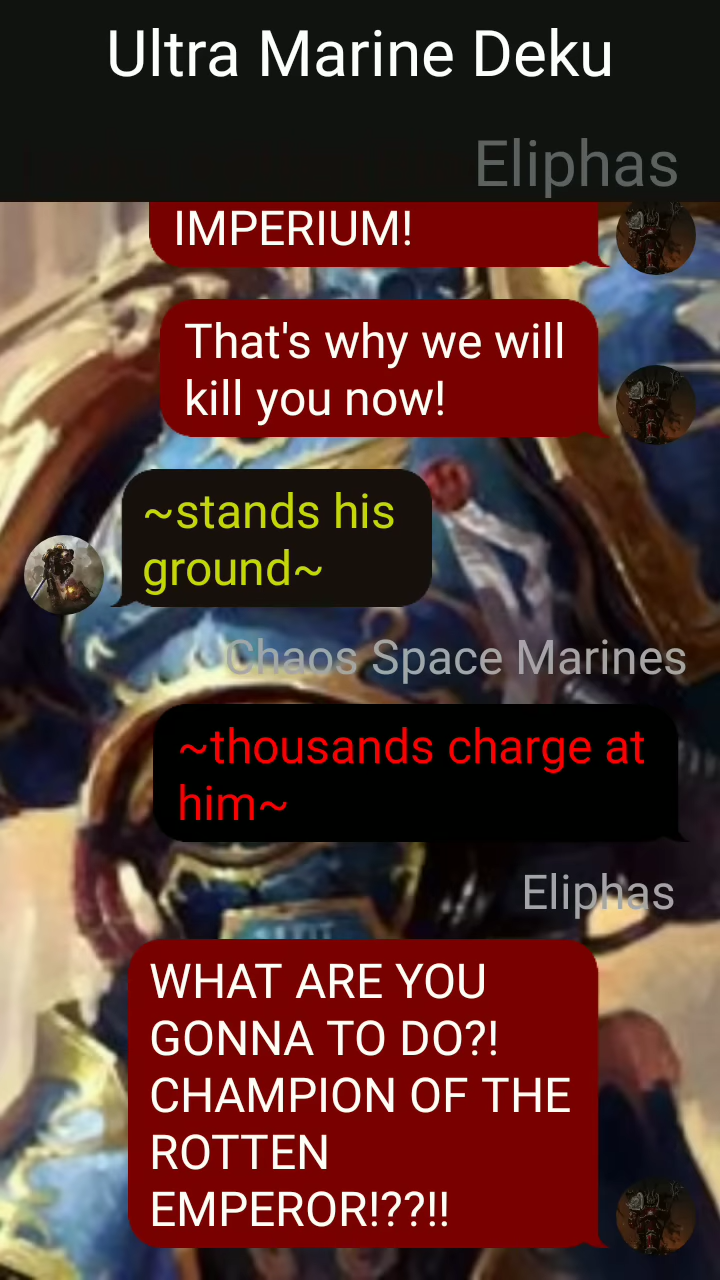 Ultra Marine Deku
Eliphas
IMPERIUM!
That's why we will
kill you now!
~stands his
ground~
Chaos Space Marines
~thousands charge at
him~
Eliphas
WHAT ARE YOU
GONNA TO DO?!
CHAMPION OF THE
ROTTEN
EMPEROR!??!!